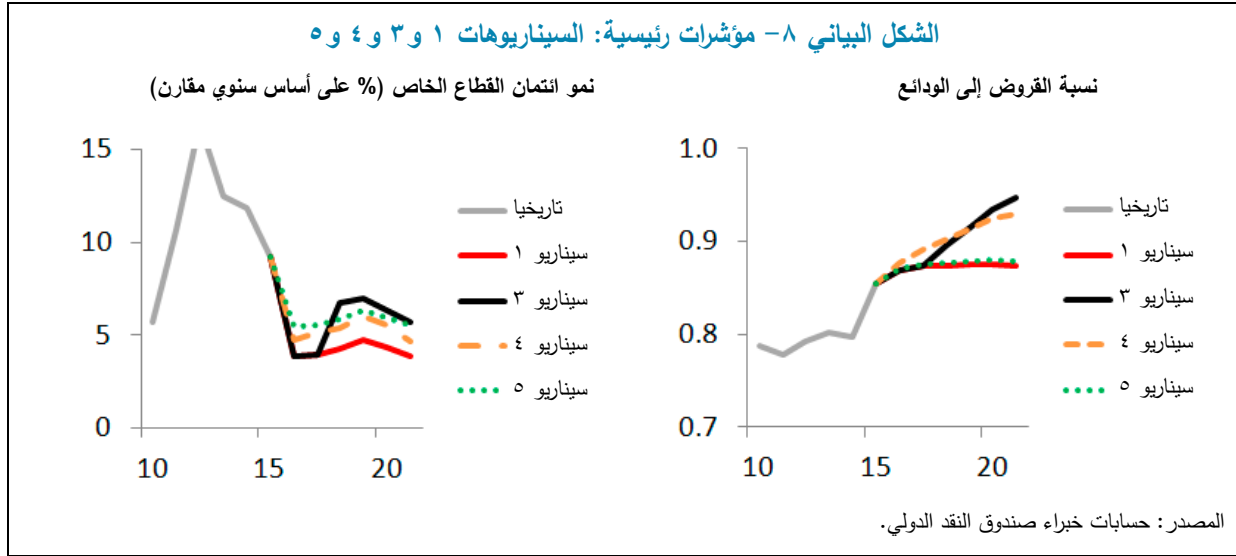 الشكل البياني ٨- مؤشرات رئيسية: السيناريوهات ١ و٣ و٤ و٥
نسبة القروض إلى الودائع
1.0
0.9
0.8
0.7
10 15 20
تاريخيا
سيناريو ١
سيناريو ٣
سيناريو ٤
سيناريو ٥
نمو ائتمان القطاع الخاص (% على أساس سنوي مقارن)
15
10
5
0
10 15 20
تاريخيا
سيناريو ١
سيناريو ٣
سيناريو ٤
سيناريو ٥
المصدر: حسابات خبراء صندوق النقد الدولي.